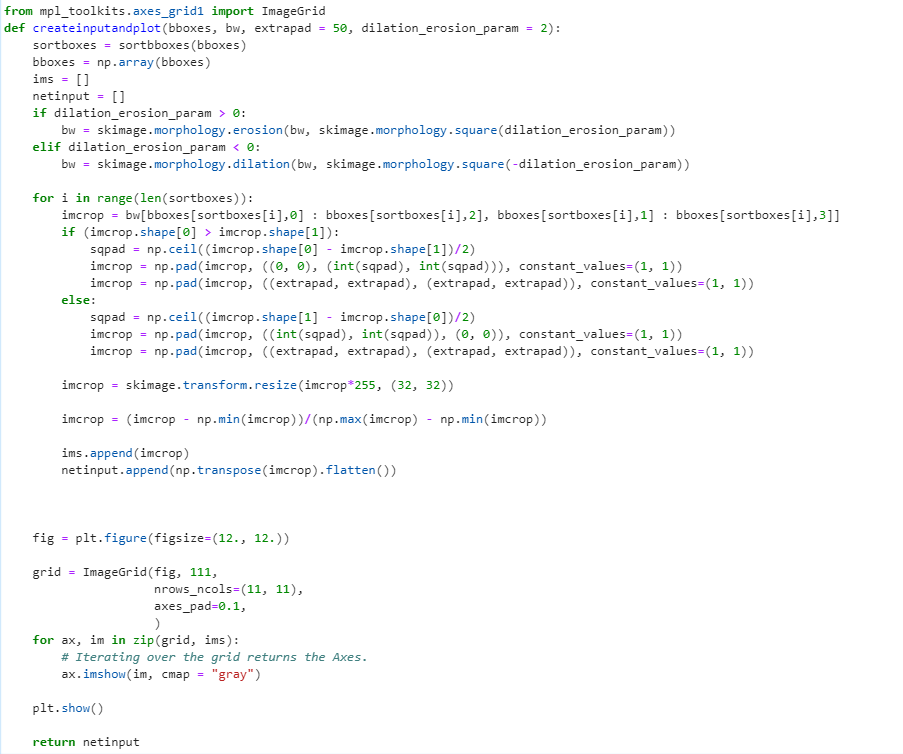 from mpl_toolkits.axes_grid1 import ImageGrid
def createinputandplot(bboxes, bw, extrapad = 50, dilation_erosion_param = 2):
    sortboxes = sortbboxes(bboxes)
    bboxes = np.array(bboxes)
    ims = []
    netinput = []
    if dilation_erosion_param > 0:
        bw = skimage.morphology.erosion(bw, skimage.morphology.square(dilation_erosion_param))
    elif dilation_erosion_param < 0:
        bw = skimage.morphology.dilation(bw, skimage.morphology.square(-dilation_erosion_param))

    for i in range(len(sortboxes)):
        imcrop = bw[bboxes[sortboxes[i],0] : bboxes[sortboxes[i],2], bboxes[sortboxes[i],1] : bboxes[sortboxes[i],3]]
        if (imcrop.shape[0] > imcrop.shape[1]):
            sqpad = np.ceil((imcrop.shape[0] - imcrop.shape[1])/2)
            imcrop = np.pad(imcrop, ((0, 0), (int(sqpad), int(sqpad))), constant_values=(1, 1))
            imcrop = np.pad(imcrop, ((extrapad, extrapad), (extrapad, extrapad)), constant_values=(1, 1))
        else:
            sqpad = np.ceil((imcrop.shape[1] - imcrop.shape[0])/2)
            imcrop = np.pad(imcrop, ((int(sqpad), int(sqpad)), (0, 0)), constant_values=(1, 1))
            imcrop = np.pad(imcrop, ((extrapad, extrapad), (extrapad, extrapad)), constant_values=(1, 1))

        imcrop = skimage.transform.resize(imcrop*255, (32, 32))

        imcrop = (imcrop - np.min(imcrop))/(np.max(imcrop) - np.min(imcrop))

        ims.append(imcrop)
        netinput.append(np.transpose(imcrop).flatten())

    fig = plt.figure(figsize=(12., 12.))

    grid = ImageGrid(fig, 111,
                     nrows_ncols=(11, 11),
                     axes_pad=0.1,
                     )
    for ax, im in zip(grid, ims):
        # Iterating over the grid returns the Axes.
        ax.imshow(im, cmap = "gray")

    plt.show()

    return netinput